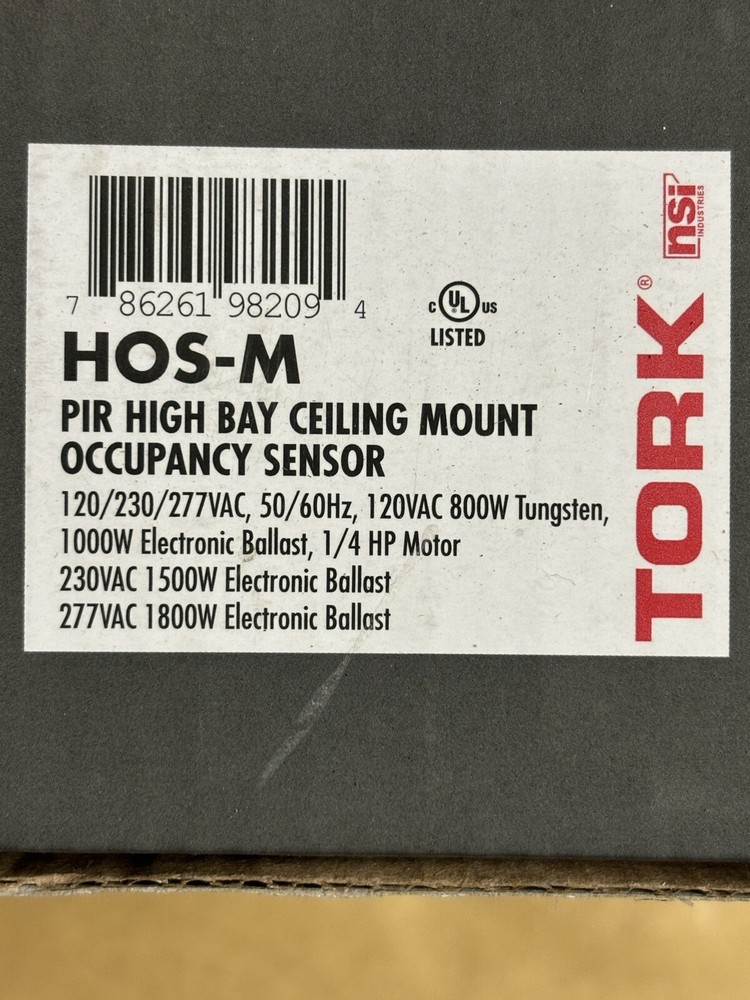 7 86261 98209 4
c UL US
®
LISTED
HOS-M
PIR HIGH BAY CEILING MOUNT
OCCUPANCY SENSOR
120/230/277VAC, 50/60Hz, 120VAC 800W Tungsten,
1000W Electronic Ballast, 1/4 HP Motor
230VAC 1500W Electronic Ballast
277VAC 1800W Electronic Ballast
TORK®
nsi
INDUSTRIES